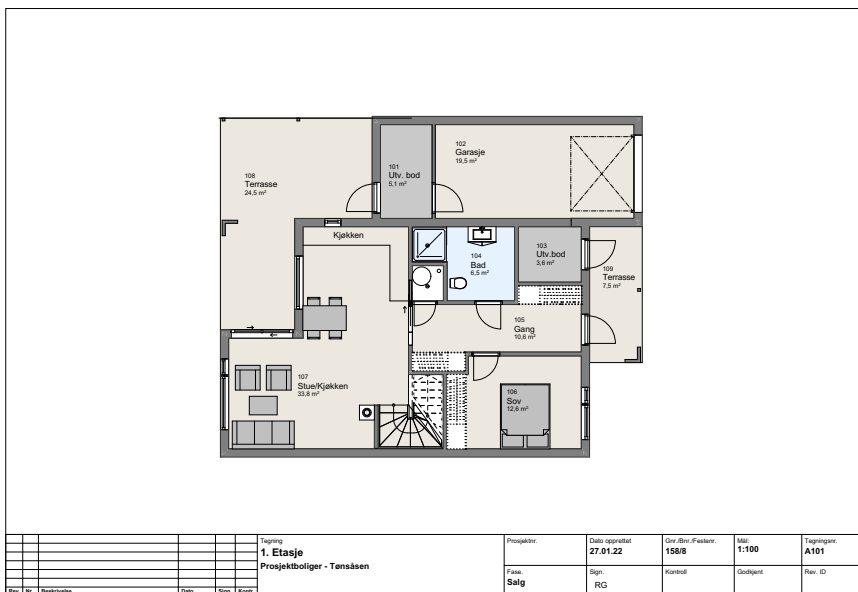 102
Garasje
19,5 m²
101
Utv. bod
5,1 m²
108
Terrasse
24,5 m²
Kjøkken
103
Utv.bod
3,6 m²
104
Bad
6,5 m²
109
Terrasse
7,5 m²
105
Gang
10,6 m²
107
Stue/Kjøkken
33,8 m²
106
Sov
12,6 m²
Tegning
1. Etasje
Prosjektboliger - Tønsåsen
Prosjektnr.
Dato opprettet
27.01.22
Gnr./Bnr./Festenr.
158/8
Mål:
1:100
Tegningsnr.
A101
Fase.
Salg
Sign.
RG
Kontroll
Godkjent
Rev. ID
Rev. Nr. Beskrivelse Dato Sign. Kontr.